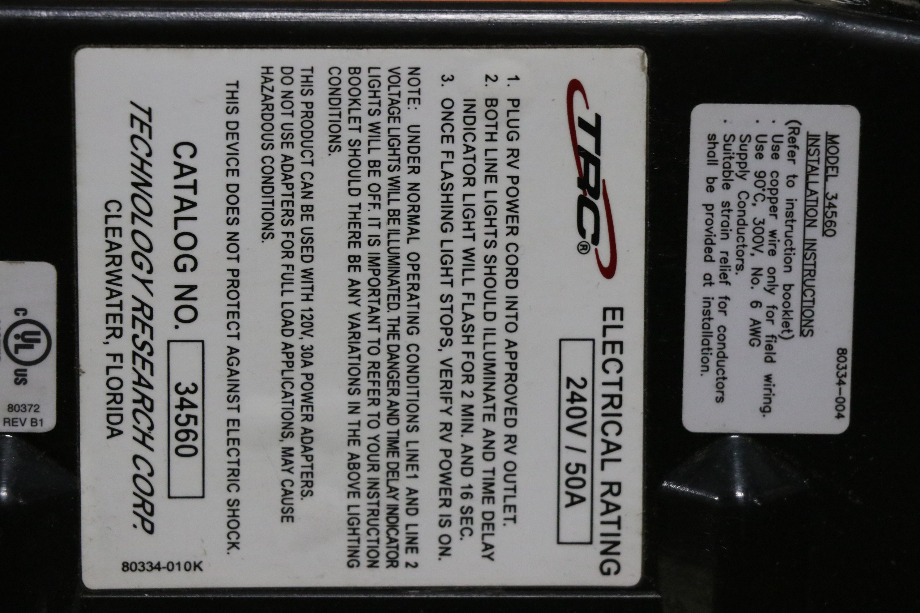 MODEL 34560
INSTALLATION INSTRUCTIONS
(Refer to instruction booklet)
· Use copper wire only for field wiring.
· Use 90°C, 300V, No. 6 AWG
Supply Conductors.
· Suitable strain relief for conductors
shall be provided at installation.
80334-004
TRC®
ELECTRICAL RATING
240V / 50A
1. PLUG RV POWER CORD INTO APPROVED RV OUTLET.
2. BOTH LINE LIGHTS SHOULD ILLUMINATE AND TIME DELAY
INDICATOR LIGHT WILL FLASH FOR 2 MIN. AND 16 SEC.
3. ONCE FLASHING LIGHT STOPS, VERIFY RV POWER IS ON.
NOTE: UNDER NORMAL OPERATING CONDITIONS LINE1 AND LINE 2
VOLTAGE LIGHTS WILL BE ILLUMINATED. THE DANGER AND TIME DELAY INDICATOR
LIGHTS WILL BE OFF. IT IS IMPORTANT TO REFER TO YOUR INSTRUCTION
BOOKLET SHOULD THERE BE ANY VARIATIONS IN THE ABOVE LIGHTING
CONDITIONS.
THIS PRODUCT CAN BE USED WITH 120V, 30A POWER ADAPTERS.
DO NOT USE ADAPTERS FOR FULL LOAD APPLICATIONS, MAY CAUSE
HAZARDOUS CONDITIONS.
THIS DEVICE DOES NOT PROTECT AGAINST ELECTRIC SHOCK.
CATALOG NO. 34560
TECHNOLOGY RESEARCH CORP.
CLEARWATER, FLORIDA
80334-010K
C UL US
80372
REV B1